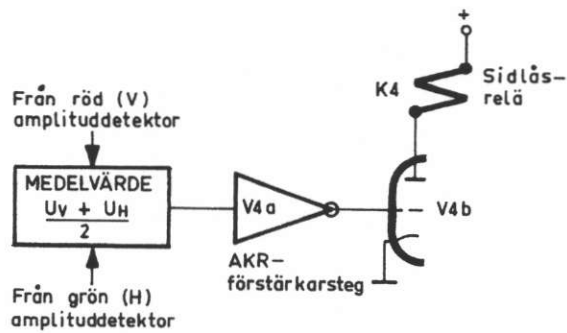 +
K4
Sidlås-
relä
Från röd (V)
amplituddetektor
MEDELVÄRDE
UV + UH
2
V4a
V4b
AKR-
förstärkarsteg
Från grön (H)
amplituddetektor